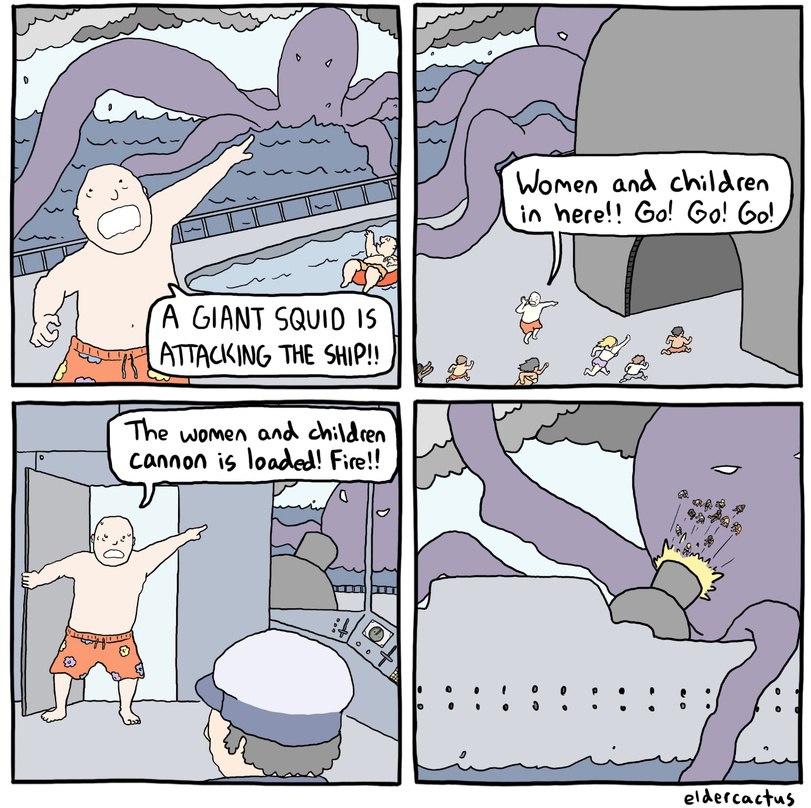 A GIANT SQUID IS
ATTACKING THE SHIP!!
Women and children
in here!! Go! Go! Go!
The women and children
cannon is loaded! Fire!!
eldercactus